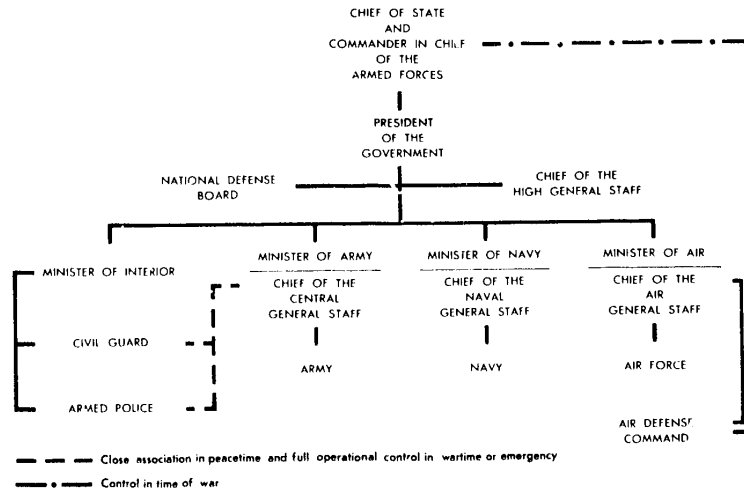 CHIEF OF STATE
AND
COMMANDER IN CHIEF
OF THE
ARMED FORCES
PRESIDENT
OF THE
GOVERNMENT
NATIONAL DEFENSE
BOARD
CHIEF OF THE
HIGH GENERAL STAFF
MINISTER OF INTERIOR
CIVIL GUARD
ARMED POLICE
MINISTER OF ARMY
CHIEF OF THE
CENTRAL
GENERAL STAFF
ARMY
MINISTER OF NAVY
CHIEF OF THE
NAVAL
GENERAL STAFF
NAVY
MINISTER OF AIR
CHIEF OF THE
AIR
GENERAL STAFF
AIR FORCE
AIR DEFENSE
COMMAND
Close association in peacetime and full operational control in wartime or emergency
Control in time of war